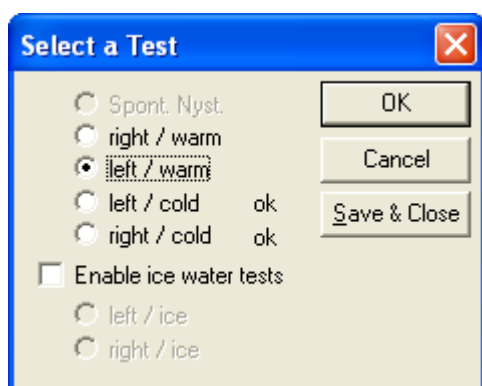 Select a Test
Spont. Nyst.
right / warm
left / warm
left / cold ok
right / cold ok
Enable ice water tests
left / ice
right / ice
OK
Cancel
Save & Close